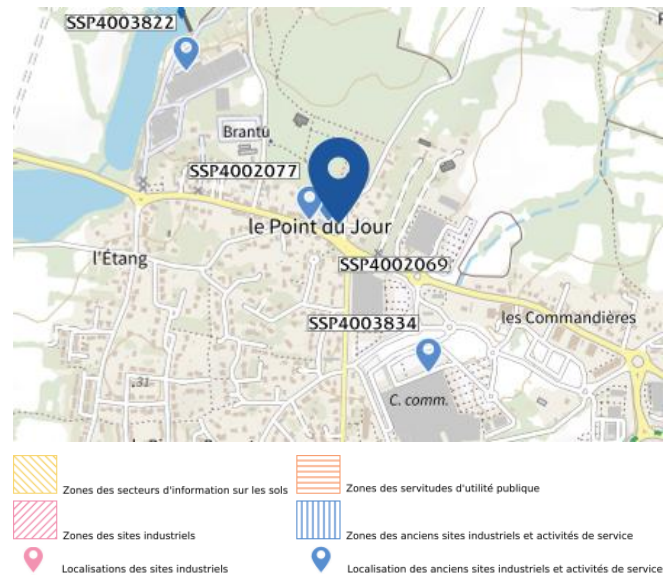 SSP4003822
Brantu
SSP4002077
le Point du Jour
l'Étang
SSP4002069
SSP4003834
les Commandières
31
C. comm.
Zones des secteurs d'information sur les sols
Zones des servitudes d'utilité publique
Zones des sites industriels
Zones des anciens sites industriels et activités de service
Localisations des sites industriels
Localisation des anciens sites industriels et activités de service